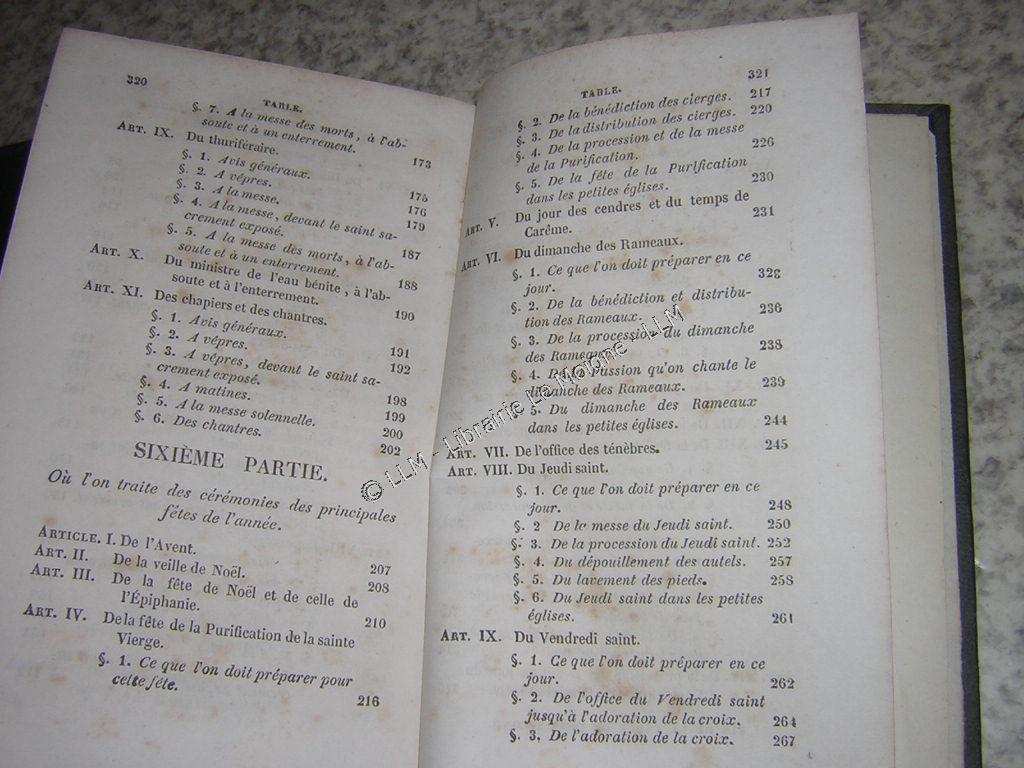 320
TABLE.
§. 7. A la messe des morts, à l'ab-
soute et à un enterrement. 173
ART. IX. Du thuriféraire.
§. 1. Avis généraux. 175
§. 2. A vêpres. 176
§. 3. A la messe. 179
§. 4. A la messe, devant le saint sa-
crement exposé. 187
§. 5. A la messe des morts, à l'ab-
soute et à un enterrement. 188
ART. X. Du ministre de l'eau bénite, à l'ab-
soute et à l'enterrement. 190
ART. XI. Des chapiers et des chantres.
§. 1. Avis généraux. 191
§. 2. A vêpres. 192
§. 3. A vêpres, devant le saint sa-
crement exposé. 198
§. 4. A matines. 199
§. 5. A la messe solennelle. 200
§. 6. Des chantres. 202
SIXIÈME PARTIE.
Où l'on traite des cérémonies des principales
fêtes de l'année.
ARTICLE. I. De l'Avent. 207
ART. II. De la veille de Noël. 208
ART. III. De la fête de Noël et de celle de
l'Épiphanie. 210
ART. IV. De la fête de la Purification de la sainte
Vierge.
§. 1. Ce que l'on doit préparer pour
cette fête. 216
TABLE. 321
§. 2. De la bénédiction des cierges. 217
§. 3. De la distribution des cierges. 220
§. 4. De la procession et de la messe
de la Purification. 226
§. 5. De la fête de la Purification
dans les petites églises. 230
ART. V. Du jour des cendres et du temps de
Carême. 231
ART. VI. Du dimanche des Rameaux.
§. 1. Ce que l'on doit préparer en ce
jour. 323
§. 2. De la bénédiction et distribu-
tion des Rameaux. 236
§. 3. De la procession du dimanche
des Rameaux. 238
§. 4. De la passion qu'on chante le
dimanche des Rameaux. 239
5. Du dimanche des Rameaux
dans les petites églises. 244
ART. VII. De l'office des ténèbres. 245
ART. VIII. Du Jeudi saint.
§. 1. Ce que l'on doit préparer en ce
jour. 248
§. 2 De la messe du Jeudi saint. 250
§. 3. De la procession du Jeudi saint. 252
§. 4. Du dépouillement des autels. 257
§. 5. Du lavement des pieds. 258
§. 6. Du Jeudi saint dans les petites
églises. 261
ART. IX. Du Vendredi saint.
§. 1. Ce que l'on doit préparer en ce
jour. 262
§. 2. De l'office du Vendredi saint
jusqu'à l'adoration de la croix. 264
§. 3. De l'adoration de la croix. 267
© LLM - Librairie Le Moine - LLM